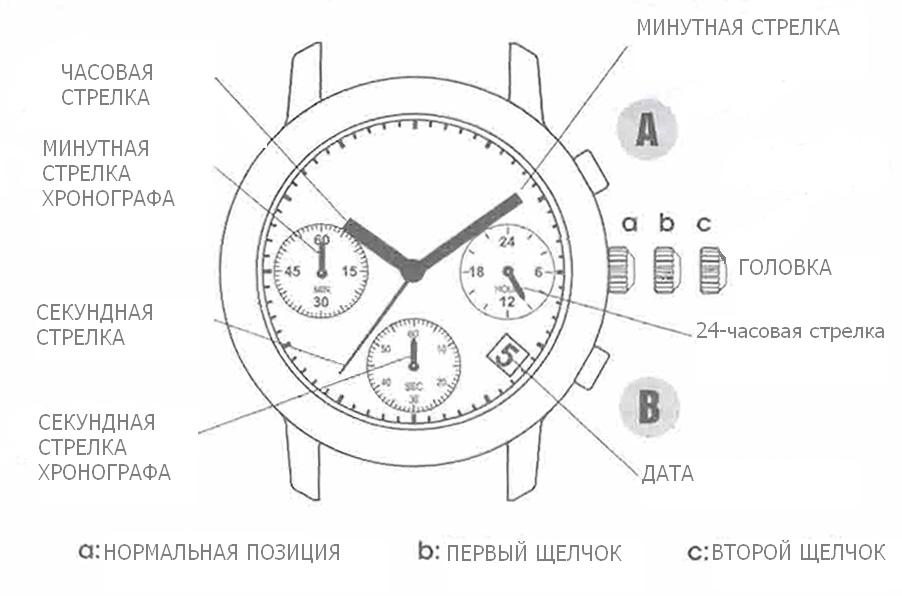 МИНУТНАЯ СТРЕЛКА
ЧАСОВАЯ
СТРЕЛКА
A
МИНУТНАЯ
СТРЕЛКА
ХРОНОГРАФА
a b c
60
45 15
MIN
30
24
18 6
HOUR
12
ГОЛОВКА
СЕКУНДНАЯ
СТРЕЛКА
24-часовая стрелка
60
50 10
40 20
SEC
30
5
B
СЕКУНДНАЯ
СТРЕЛКА
ХРОНОГРАФА
ДАТА
a: НОРМАЛЬНАЯ ПОЗИЦИЯ
b: ПЕРВЫЙ ЩЕЛЧОК
c: ВТОРОЙ ЩЕЛЧОК